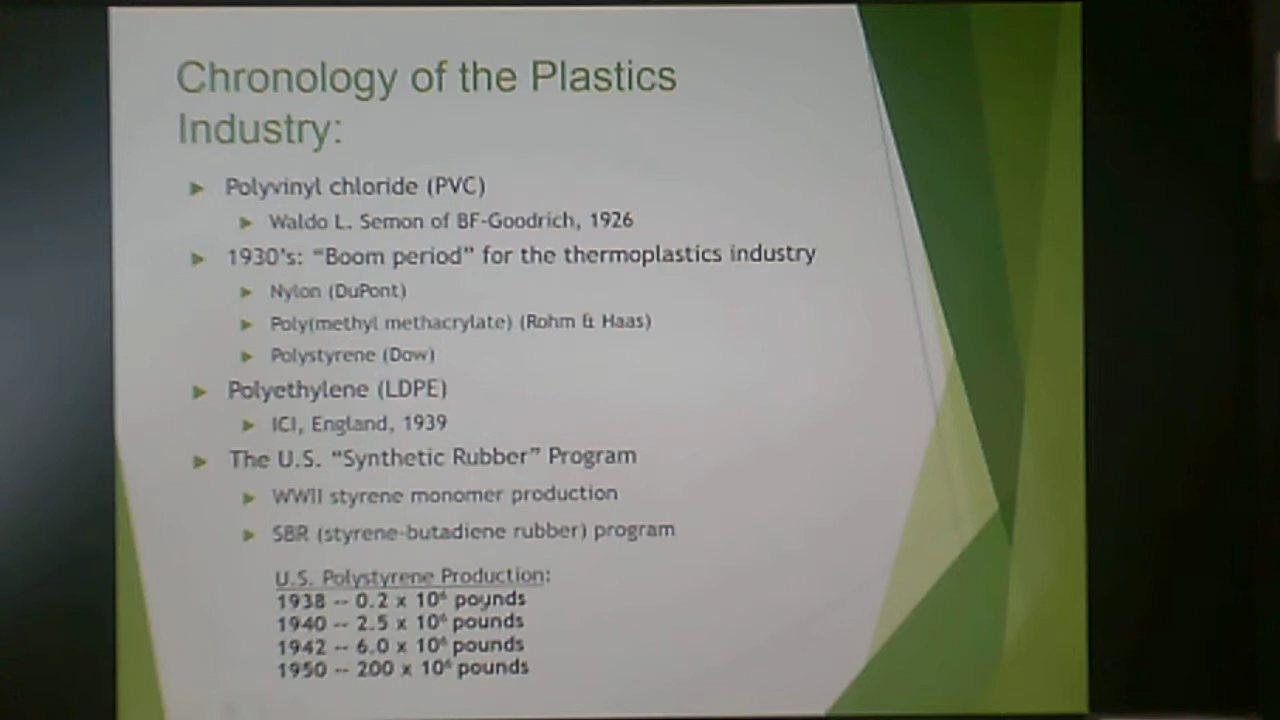 Chronology of the Plastics
Industry:
Polyvinyl chloride (PVC)
Waldo L. Semon of BF-Goodrich, 1926
1930's: “Boom period” for the thermoplastics industry
Nylon (DuPont)
Poly(methyl methacrylate) (Rohm & Haas)
Polystyrene (Dow)
Polyethylene (LDPE)
ICI, England, 1939
The U.S. “Synthetic Rubber” Program
WWII styrene monomer production
SBR (styrene-butadiene rubber) program
U.S. Polystyrene Production:
1938 -- 0.2 x 10⁶ pounds
1940 -- 2.5 x 10⁶ pounds
1942 -- 6.0 x 10⁶ pounds
1950 -- 200 x 10⁶ pounds